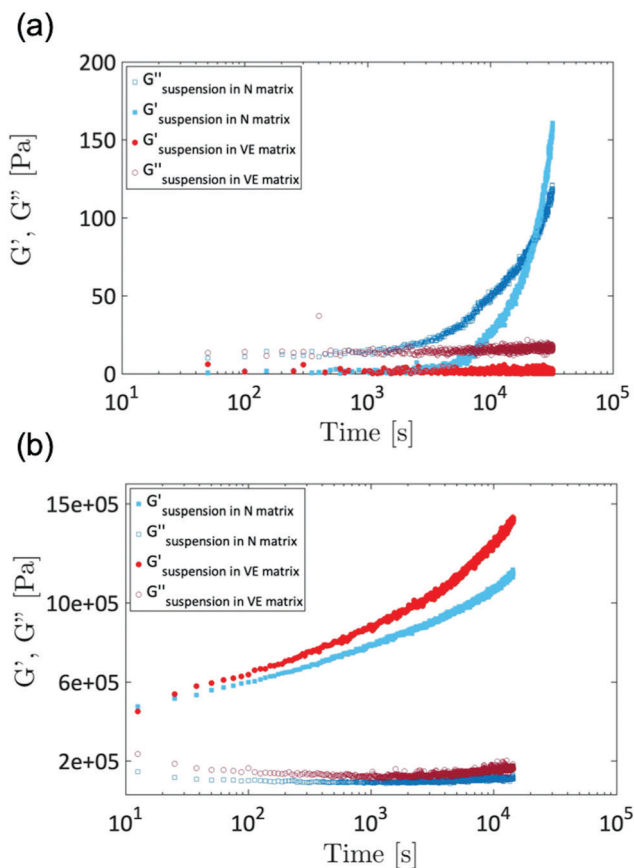 (a)
200
150
100
50
0
G', G'' [Pa]
G'' suspension in N matrix
G' suspension in N matrix
G' suspension in VE matrix
G'' suspension in VE matrix
10^1 10^2 10^3 10^4 10^5
Time [s]
(b)
15e+05
10e+05
6e+05
2e+05
G', G'' [Pa]
G' suspension in N matrix
G'' suspension in N matrix
G' suspension in VE matrix
G'' suspension in VE matrix
10^1 10^2 10^3 10^4 10^5
Time [s]